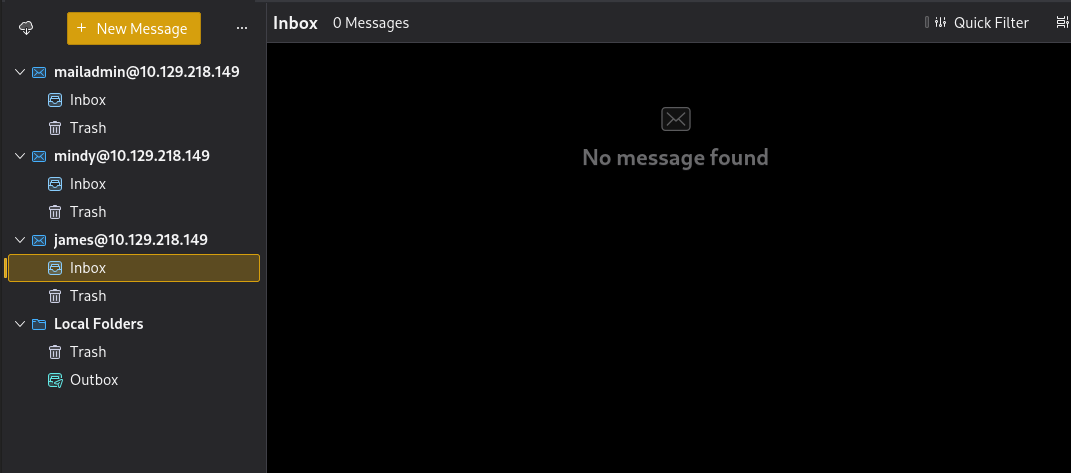 + New Message ...
Inbox 0 Messages Quick Filter
mailadmin@10.129.218.149
Inbox
Trash
mindy@10.129.218.149
Inbox
Trash
james@10.129.218.149
Inbox
Trash
Local Folders
Trash
Outbox
No message found